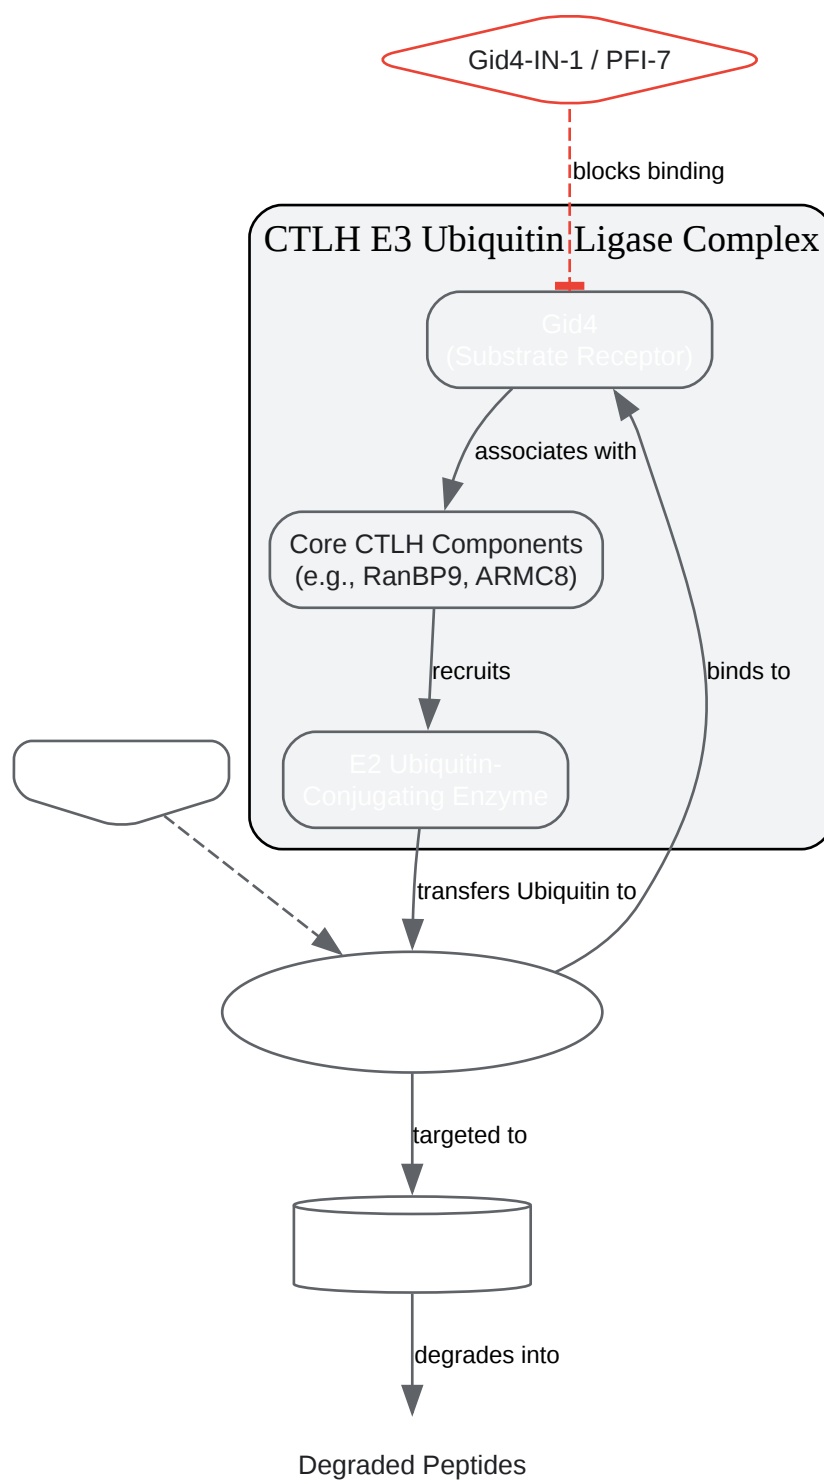 Gid4-IN-1 / PFI-7
blocks binding
CTLH E3 Ubiquitin Ligase Complex
Gid4
(Substrate Receptor)
associates with
Core CTLH Components
(e.g., RanBP9, ARMC8)
recruits
binds to
E2 Ubiquitin-
Conjugating Enzyme
transfers Ubiquitin to
targeted to
degrades into
Degraded Peptides